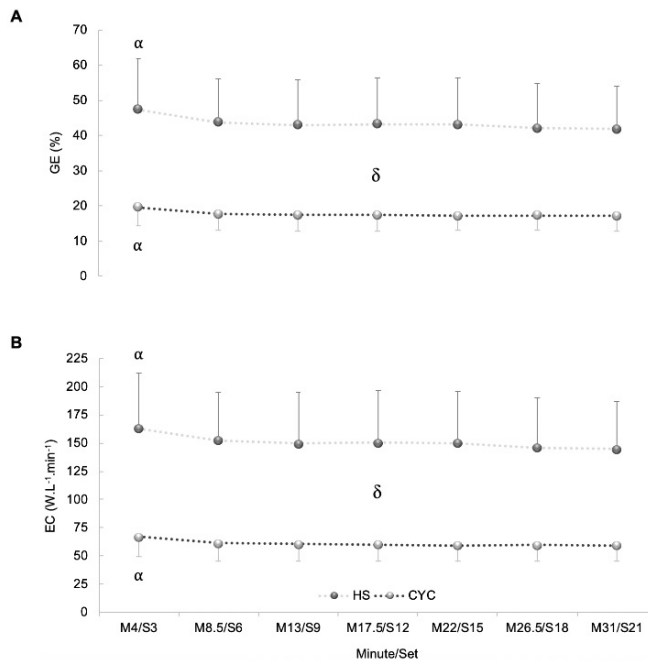 A
70
α
60
50
40
GE (%)
30
δ
20
10
α
0
B
225
α
200
175
150
125
EC (W.L⁻¹.min⁻¹)
100
δ
75
50
α
25
HS CYC
0
M4/S3 M8.5/S6 M13/S9 M17.5/S12 M22/S15 M26.5/S18 M31/S21
Minute/Set